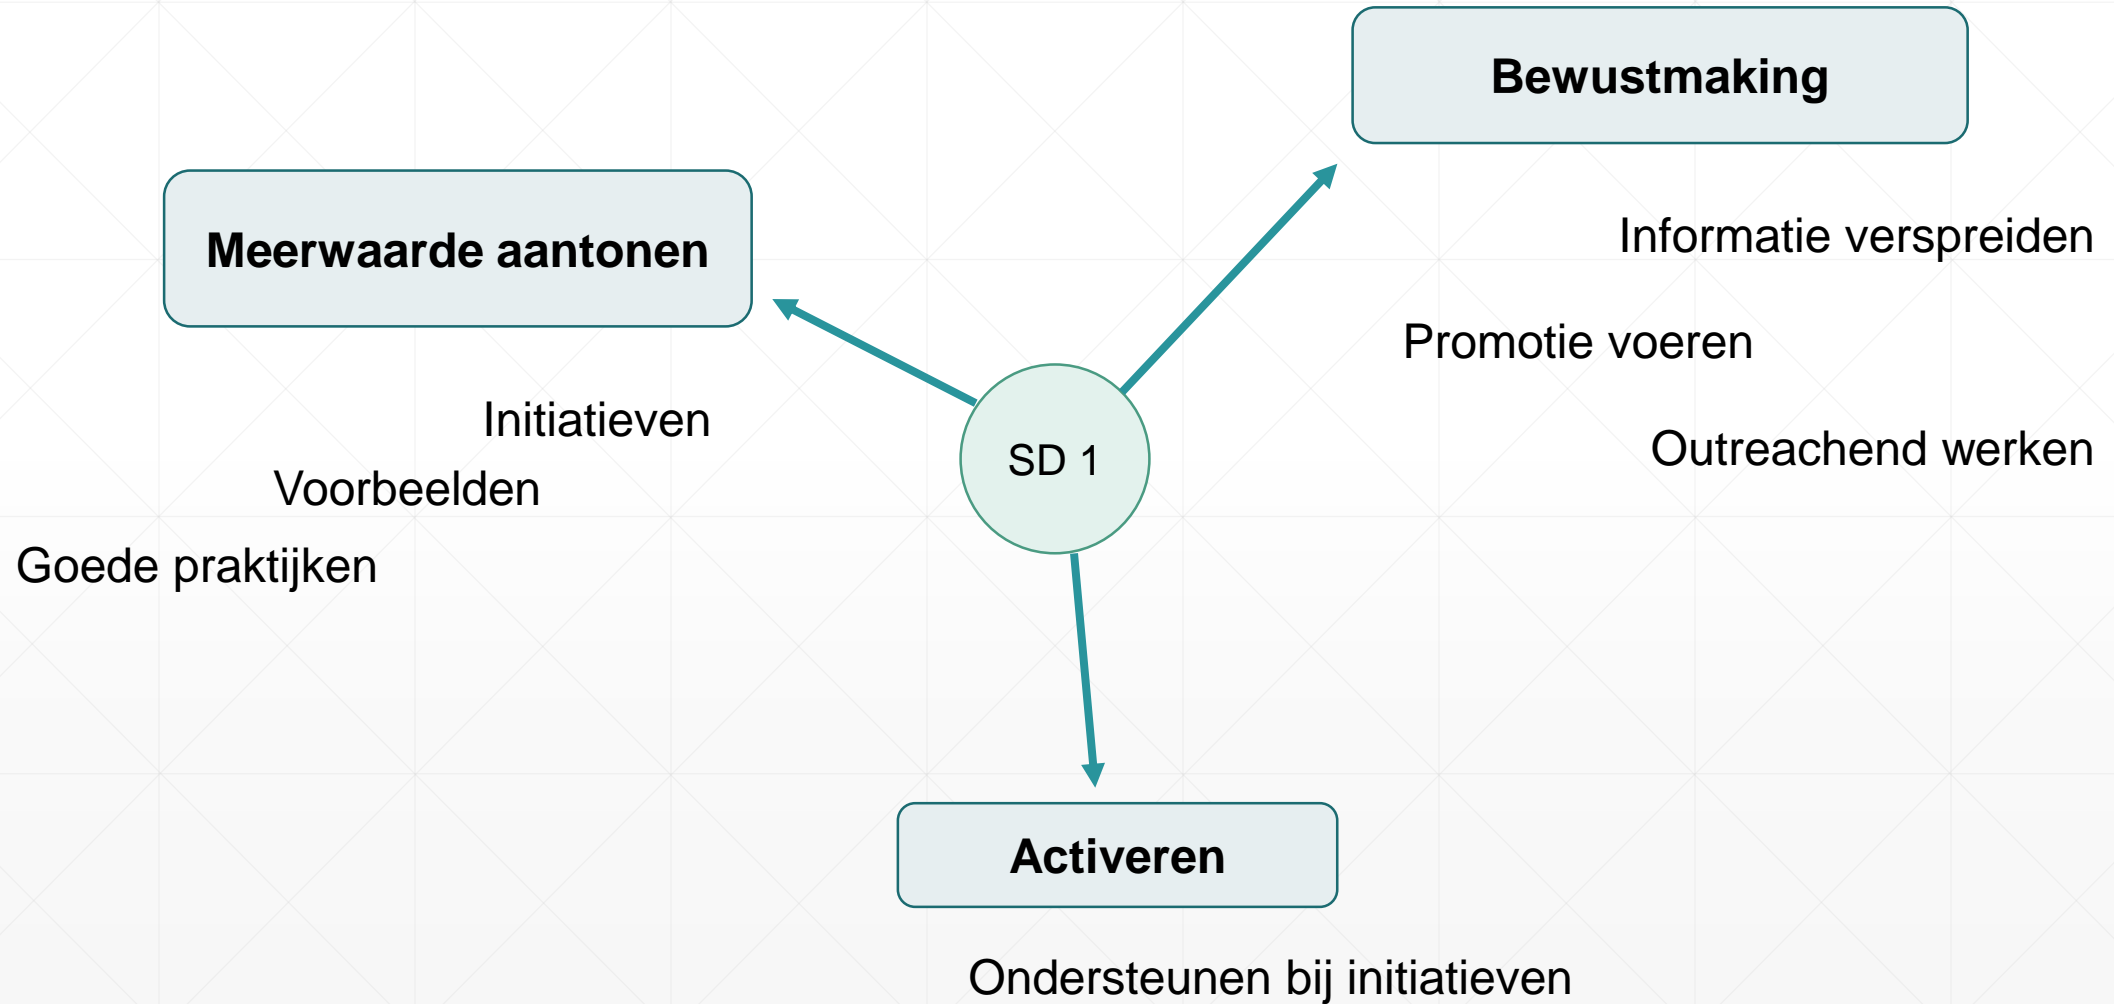 Bewustmaking
Informatie verspreiden
Promotie voeren
Outreachend werken
Meerwaarde aantonen
Initiatieven
Voorbeelden
Goede praktijken
SD 1
Activeren
Ondersteunen bij initiatieven